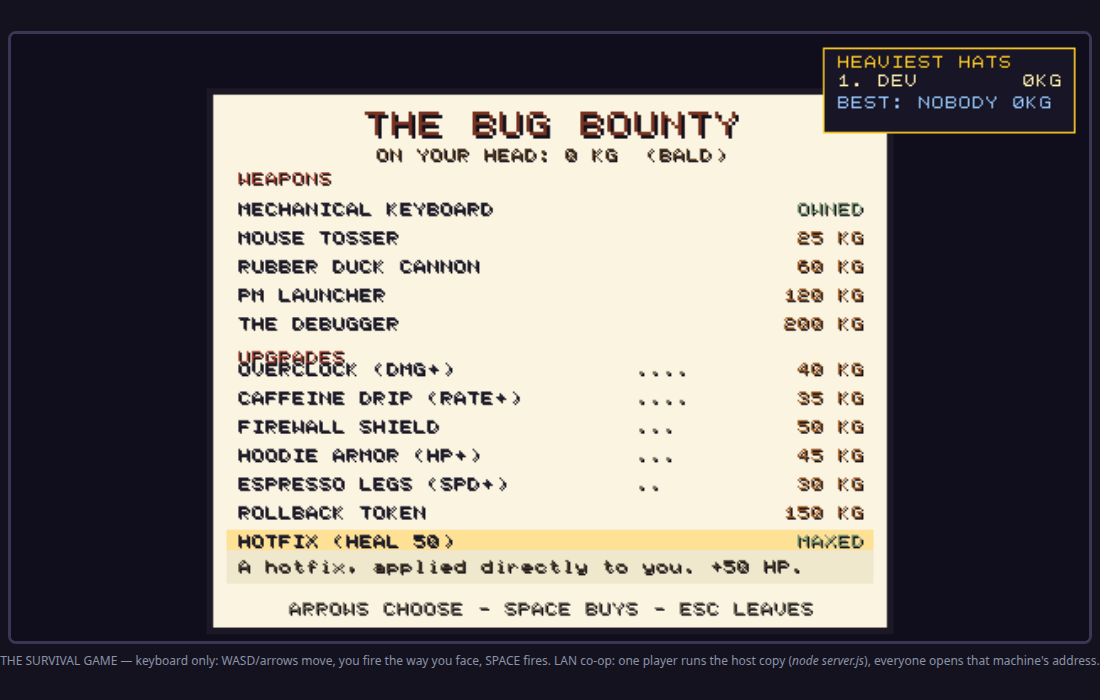 HEAVIEST HATS
1. DEV 0KG
BEST: NOBODY 0KG
THE BUG BOUNTY
ON YOUR HEAD: 0 KG (BALD)
WEAPONS
MECHANICAL KEYBOARD OWNED
MOUSE TOSSER 25 KG
RUBBER DUCK CANNON 60 KG
PM LAUNCHER 120 KG
THE DEBUGGER 200 KG
UPGRADES
OVERCLOCK (DMG+) .... 40 KG
CAFFEINE DRIP (RATE+) .... 35 KG
FIREWALL SHIELD ... 50 KG
HOODIE ARMOR (HP+) ... 45 KG
ESPRESSO LEGS (SPD+) .. 30 KG
ROLLBACK TOKEN 150 KG
HOTFIX (HEAL 50) MAXED
A hotfix, applied directly to you. +50 HP.
ARROWS CHOOSE - SPACE BUYS - ESC LEAVES
THE SURVIVAL GAME — keyboard only: WASD/arrows move, you fire the way you face, SPACE fires. LAN co-op: one player runs the host copy (node server.js), everyone opens that machine's address.